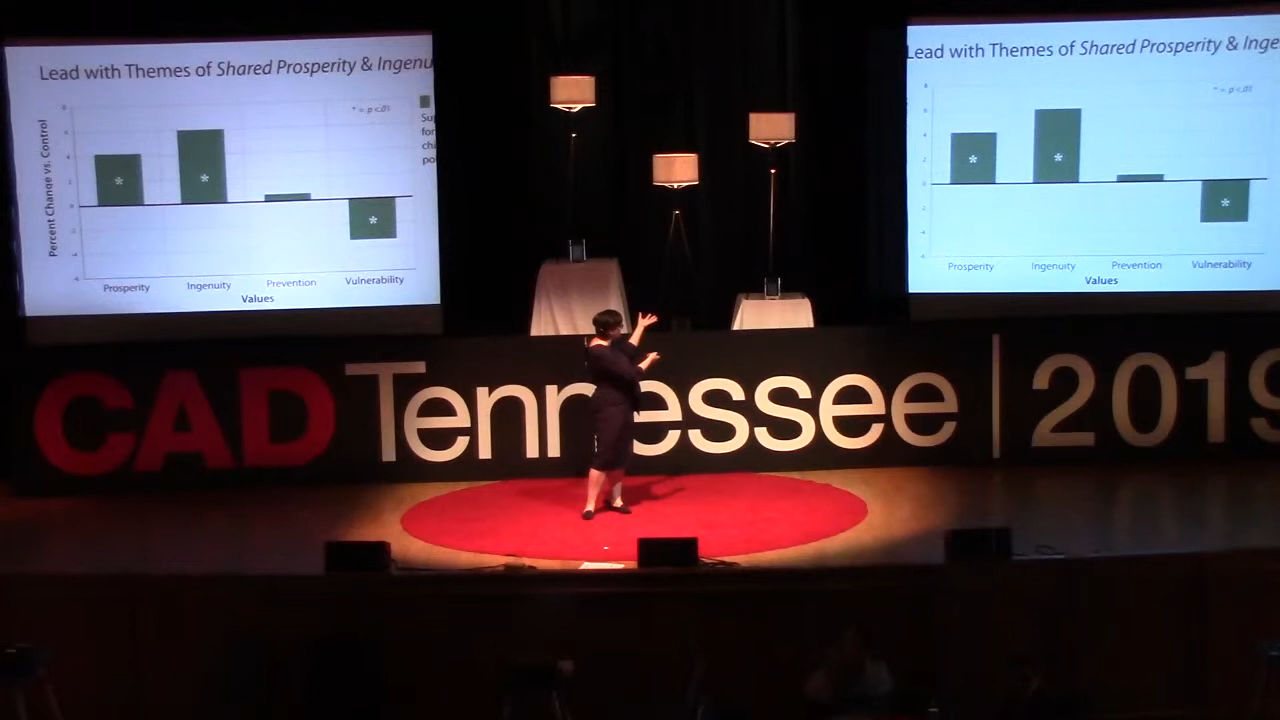 Lead with Themes of Shared Prosperity & Ingenu
* = p <.01
Percent Change vs. Control
*
*
*
Prosperity
Ingenuity
Prevention
Vulnerability
Values
Lead with Themes of Shared Prosperity & Inge
* = p <.01
*
*
*
Prosperity
Ingenuity
Prevention
Vulnerability
Values
CAD Tennessee | 2019